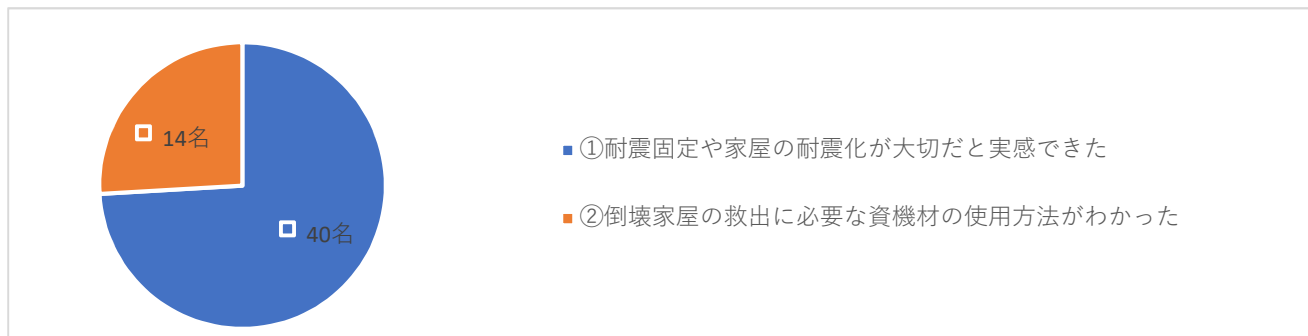 14名
40名
①耐震固定や家屋の耐震化が大切だと実感できた
②倒壊家屋の救出に必要な資機材の使用方法がわかった